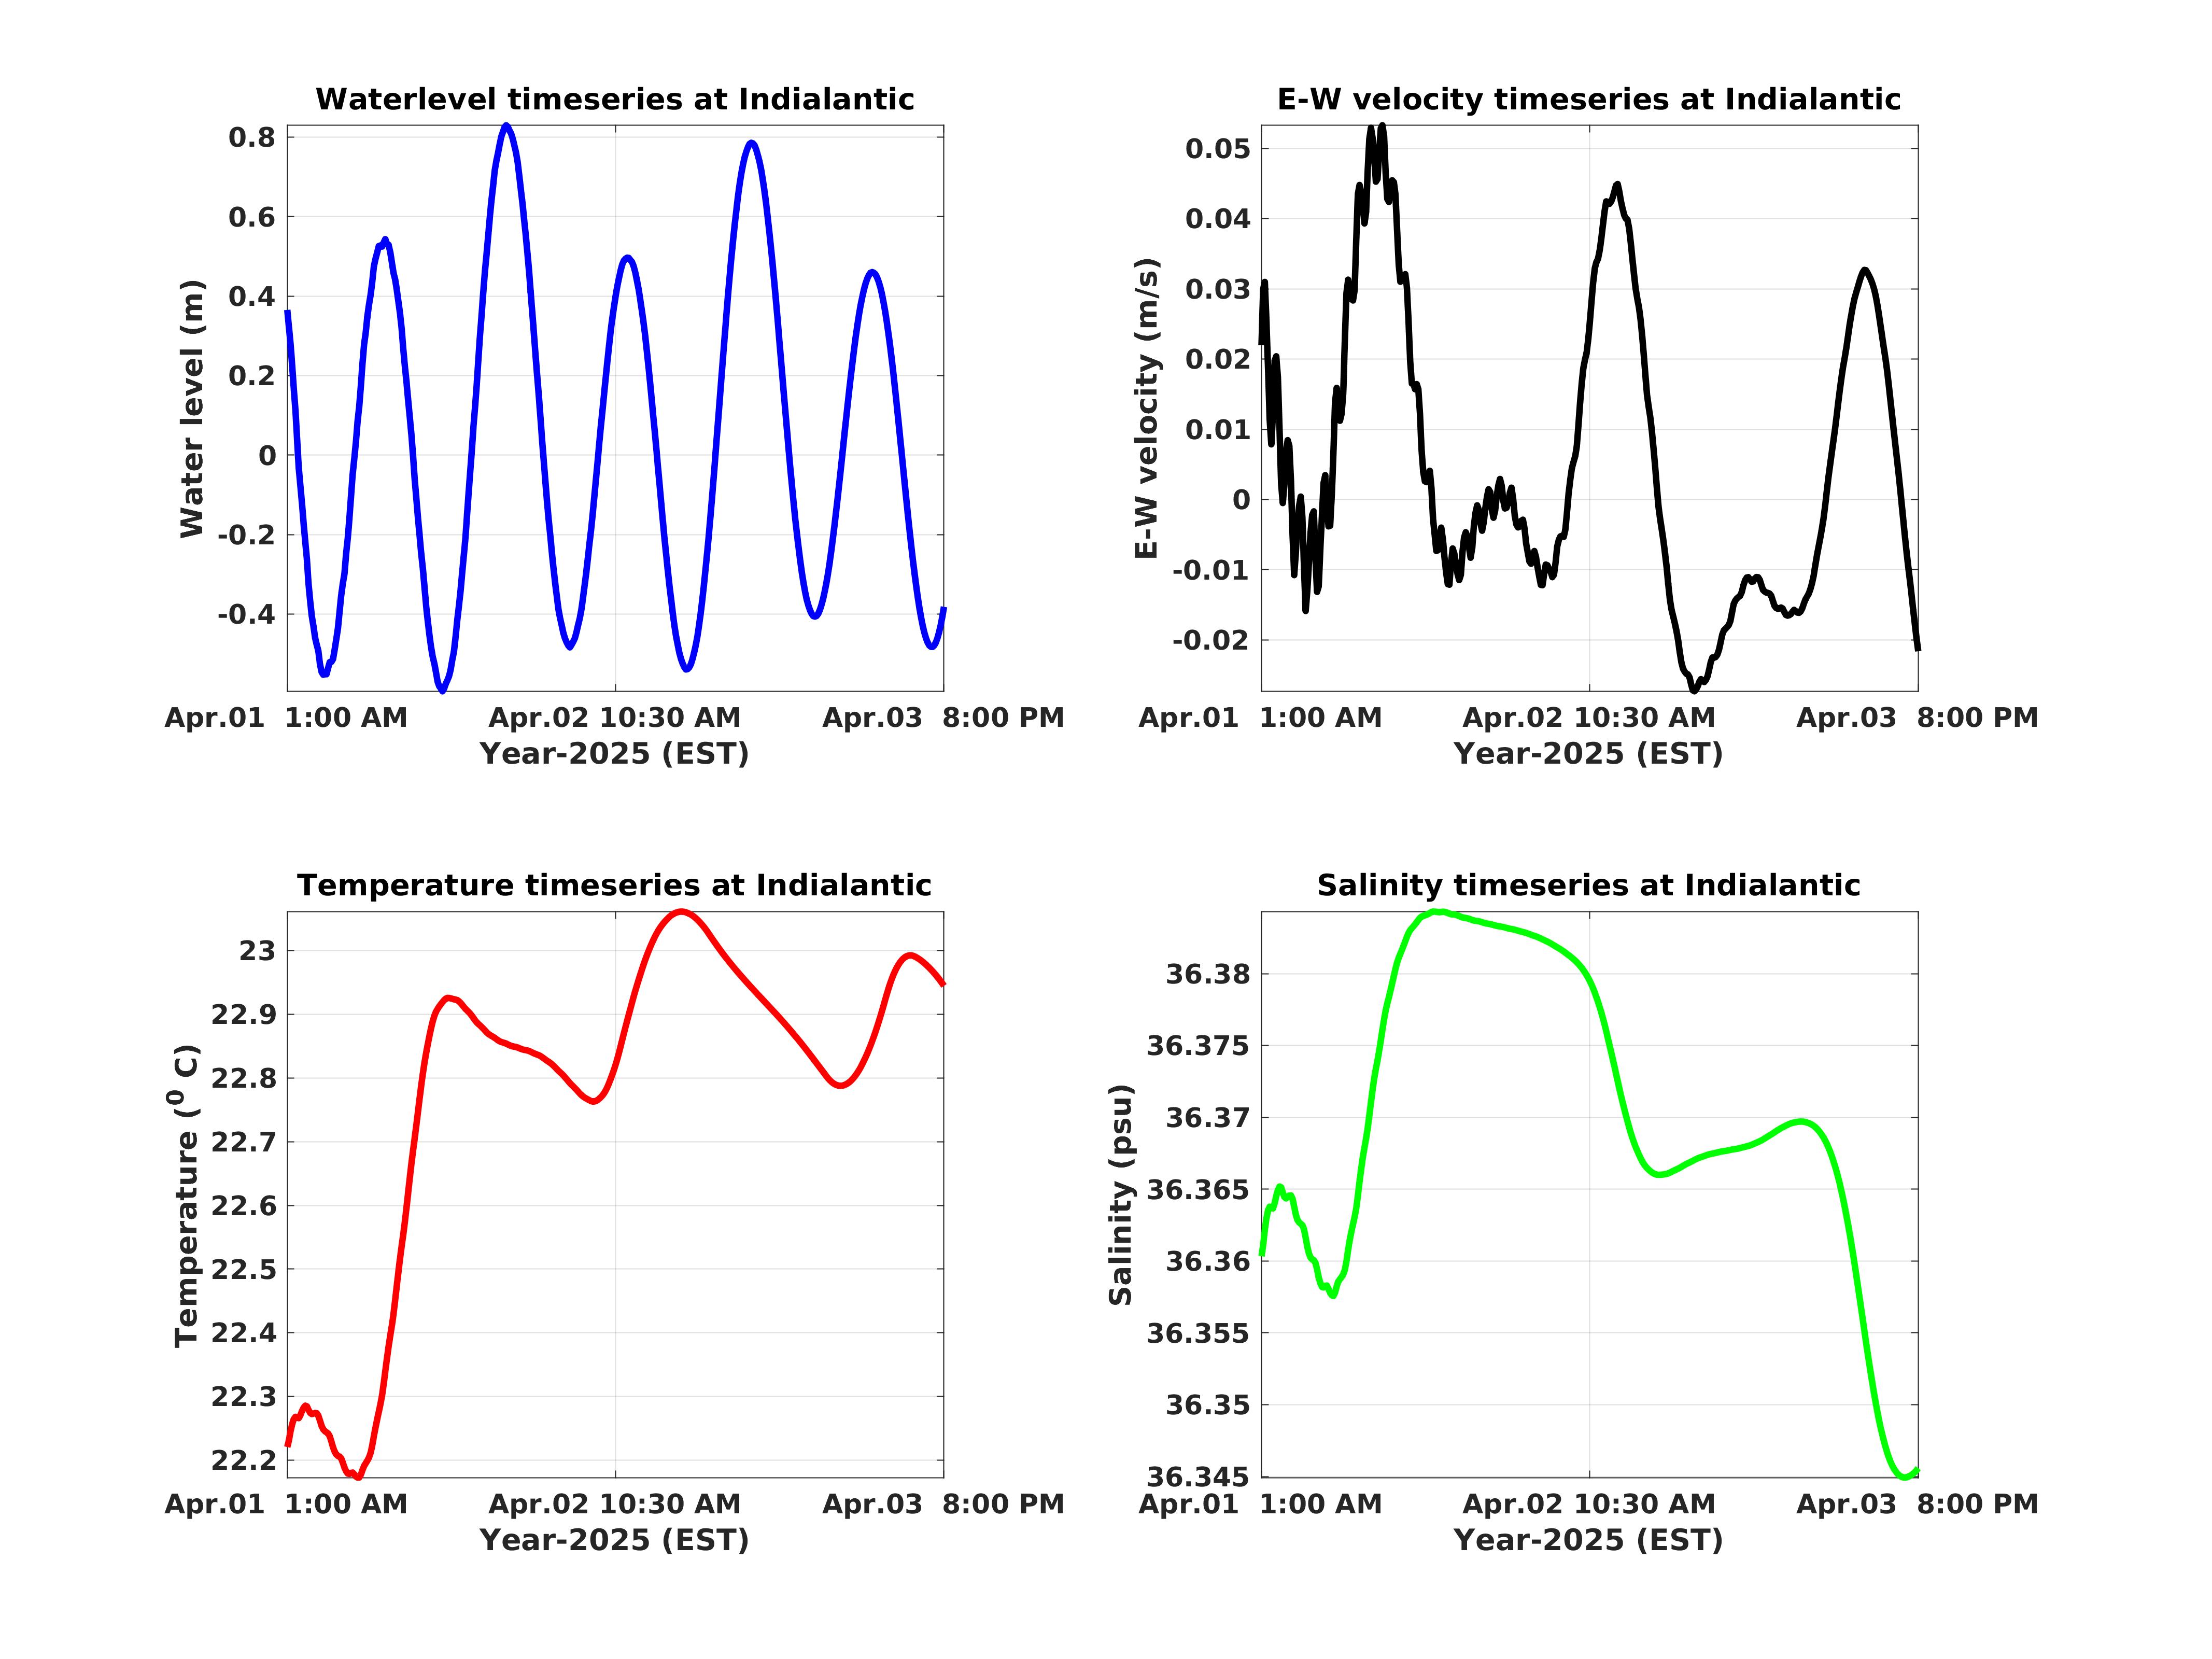 Waterlevel timeseries at Indialantic
0.8
0.6
0.4
0.2
0
-0.2
-0.4
Water level (m)
Apr.01 1:00 AM
Apr.02 10:30 AM
Apr.03 8:00 PM
Year-2025 (EST)
E-W velocity timeseries at Indialantic
0.05
0.04
0.03
0.02
0.01
0
-0.01
-0.02
E-W velocity (m/s)
Apr.01 1:00 AM
Apr.02 10:30 AM
Apr.03 8:00 PM
Year-2025 (EST)
Temperature timeseries at Indialantic
23
22.9
22.8
22.7
22.6
22.5
22.4
22.3
22.2
Temperature (⁰ C)
Apr.01 1:00 AM
Apr.02 10:30 AM
Apr.03 8:00 PM
Year-2025 (EST)
Salinity timeseries at Indialantic
36.38
36.375
36.37
36.365
36.36
36.355
36.35
36.345
Salinity (psu)
Apr.01 1:00 AM
Apr.02 10:30 AM
Apr.03 8:00 PM
Year-2025 (EST)